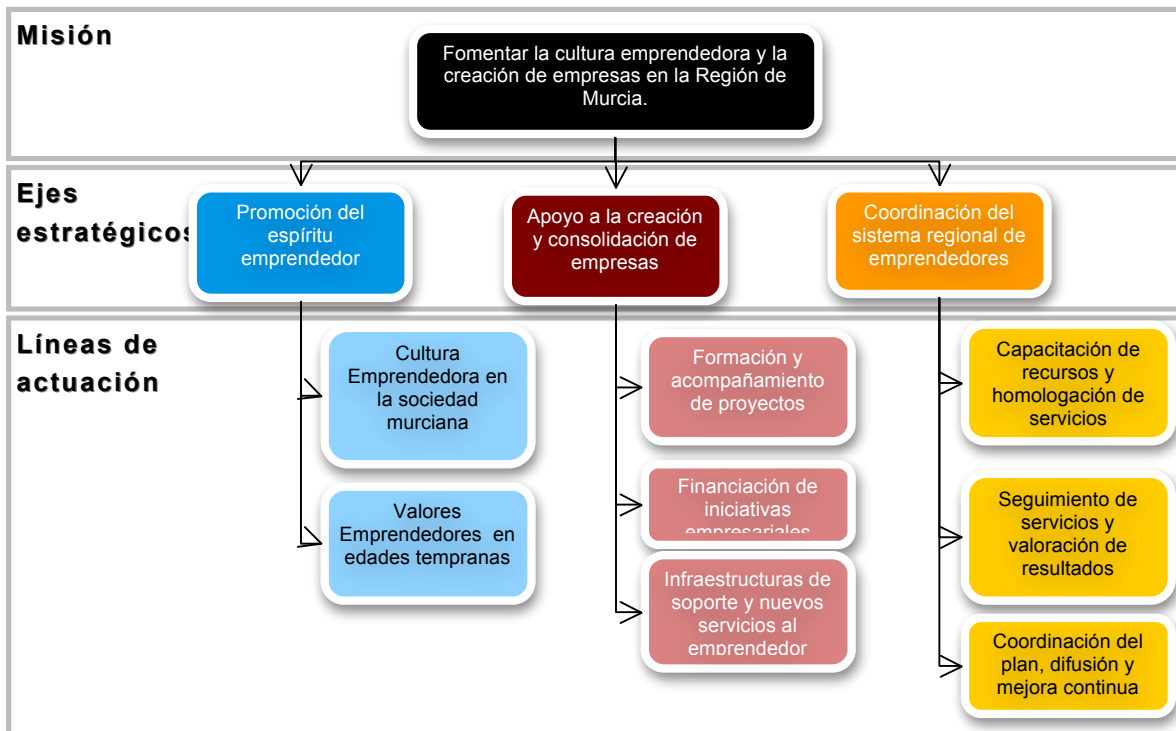 Misión
Fomentar la cultura emprendedora y la
creación de empresas en la Región de
Murcia.
Ejes
estratégicos
Promoción del
espíritu
emprendedor
Apoyo a la creación
y consolidación de
empresas
Coordinación del
sistema regional de
emprendedores
Líneas de
actuación
Cultura
Emprendedora en
la sociedad
murciana
Valores
Emprendedores en
edades tempranas
Formación y
acompañamiento
de proyectos
Financiación de
iniciativas
empresariales
Infraestructuras de
soporte y nuevos
servicios al
emprendedor
Capacitación de
recursos y
homologación de
servicios
Seguimiento de
servicios y
valoración de
resultados
Coordinación del
plan, difusión y
mejora continua